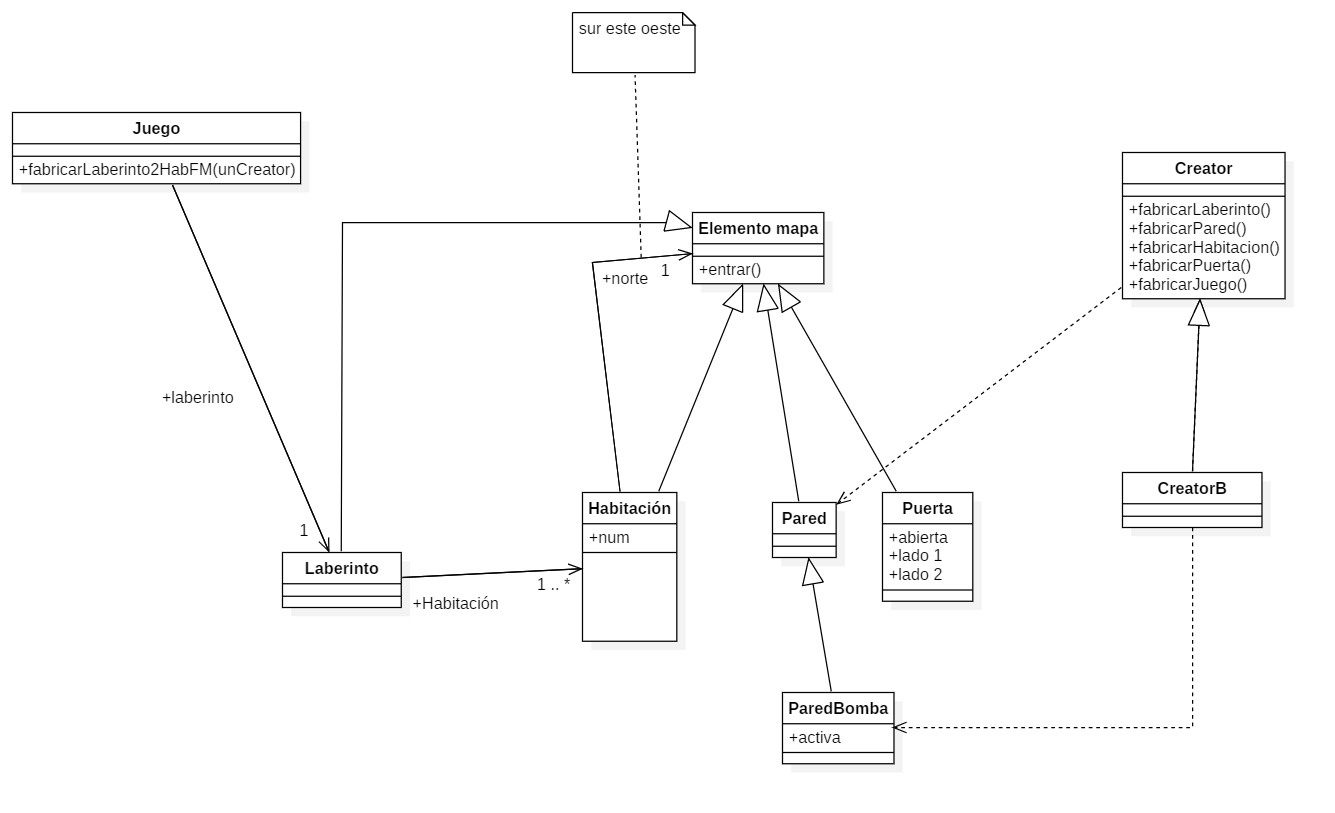 sur este oeste
Juego
+fabricarLaberinto2HabFM(unCreator)
Creator
+fabricarLaberinto()
+fabricarPared()
+fabricarHabitacion()
+fabricarPuerta()
+fabricarJuego()
Elemento mapa
+entrar()
+norte
1
+laberinto
1
Laberinto
+Habitación
1 .. *
Habitación
+num
Pared
Puerta
+abierta
+lado 1
+lado 2
CreatorB
ParedBomba
+activa